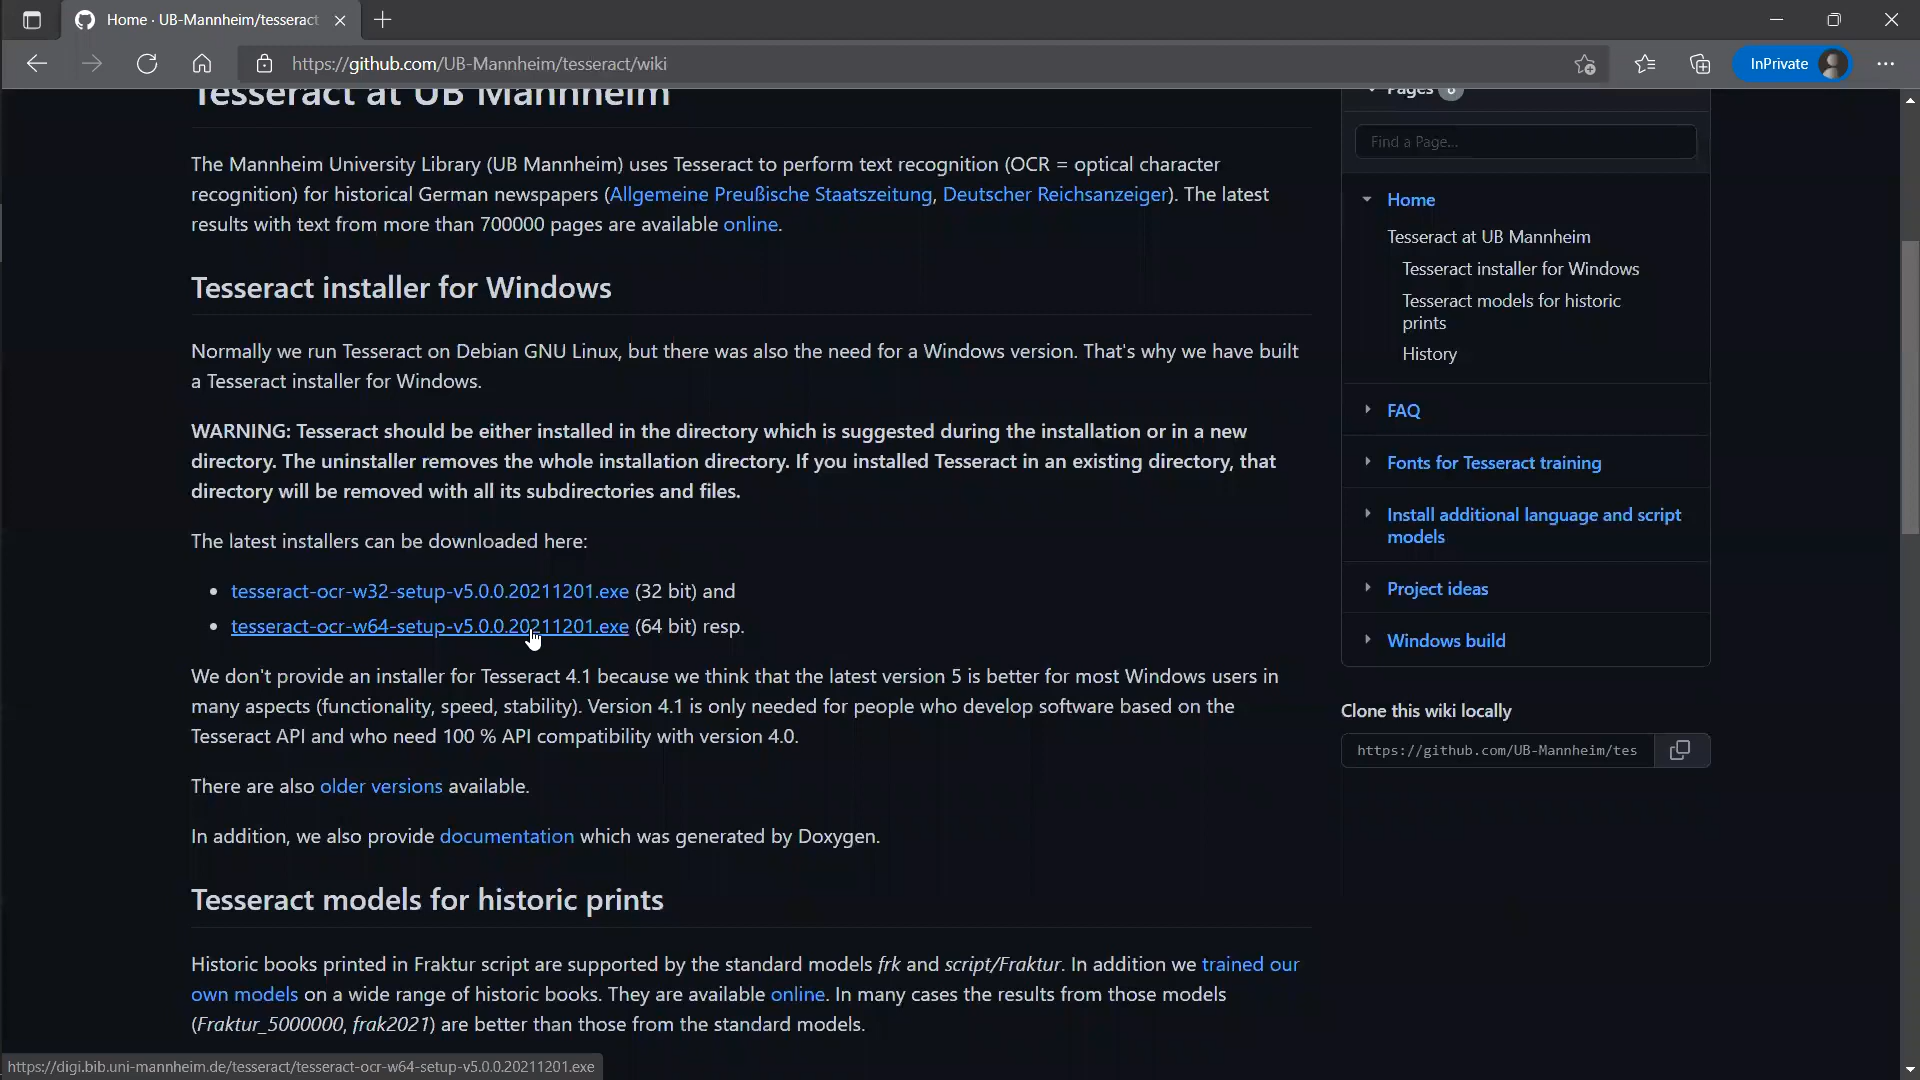 Home · UB-Mannheim/tesseract
https://github.com/UB-Mannheim/tesseract/wiki
InPrivate
Tesseract at UB Mannheim
The Mannheim University Library (UB Mannheim) uses Tesseract to perform text recognition (OCR = optical character
recognition) for historical German newspapers (Allgemeine Preußische Staatszeitung, Deutscher Reichsanzeiger). The latest
results with text from more than 700000 pages are available online.
Tesseract installer for Windows
Normally we run Tesseract on Debian GNU Linux, but there was also the need for a Windows version. That's why we have built
a Tesseract installer for Windows.
WARNING: Tesseract should be either installed in the directory which is suggested during the installation or in a new
directory. The uninstaller removes the whole installation directory. If you installed Tesseract in an existing directory, that
directory will be removed with all its subdirectories and files.
The latest installers can be downloaded here:
• tesseract-ocr-w32-setup-v5.0.0.20211201.exe (32 bit) and
• tesseract-ocr-w64-setup-v5.0.0.20211201.exe (64 bit) resp.
We don't provide an installer for Tesseract 4.1 because we think that the latest version 5 is better for most Windows users in
many aspects (functionality, speed, stability). Version 4.1 is only needed for people who develop software based on the
Tesseract API and who need 100 % API compatibility with version 4.0.
There are also older versions available.
In addition, we also provide documentation which was generated by Doxygen.
Tesseract models for historic prints
Historic books printed in Fraktur script are supported by the standard models frk and script/Fraktur. In addition we trained our
own models on a wide range of historic books. They are available online. In many cases the results from those models
(Fraktur_5000000, frak2021) are better than those from the standard models.
Pages
Find a Page...
Home
Tesseract at UB Mannheim
Tesseract installer for Windows
Tesseract models for historic
prints
History
FAQ
Fonts for Tesseract training
Install additional language and script
models
Project ideas
Windows build
Clone this wiki locally
https://github.com/UB-Mannheim/tes
https://digi.bib.uni-mannheim.de/tesseract/tesseract-ocr-w64-setup-v5.0.0.20211201.exe